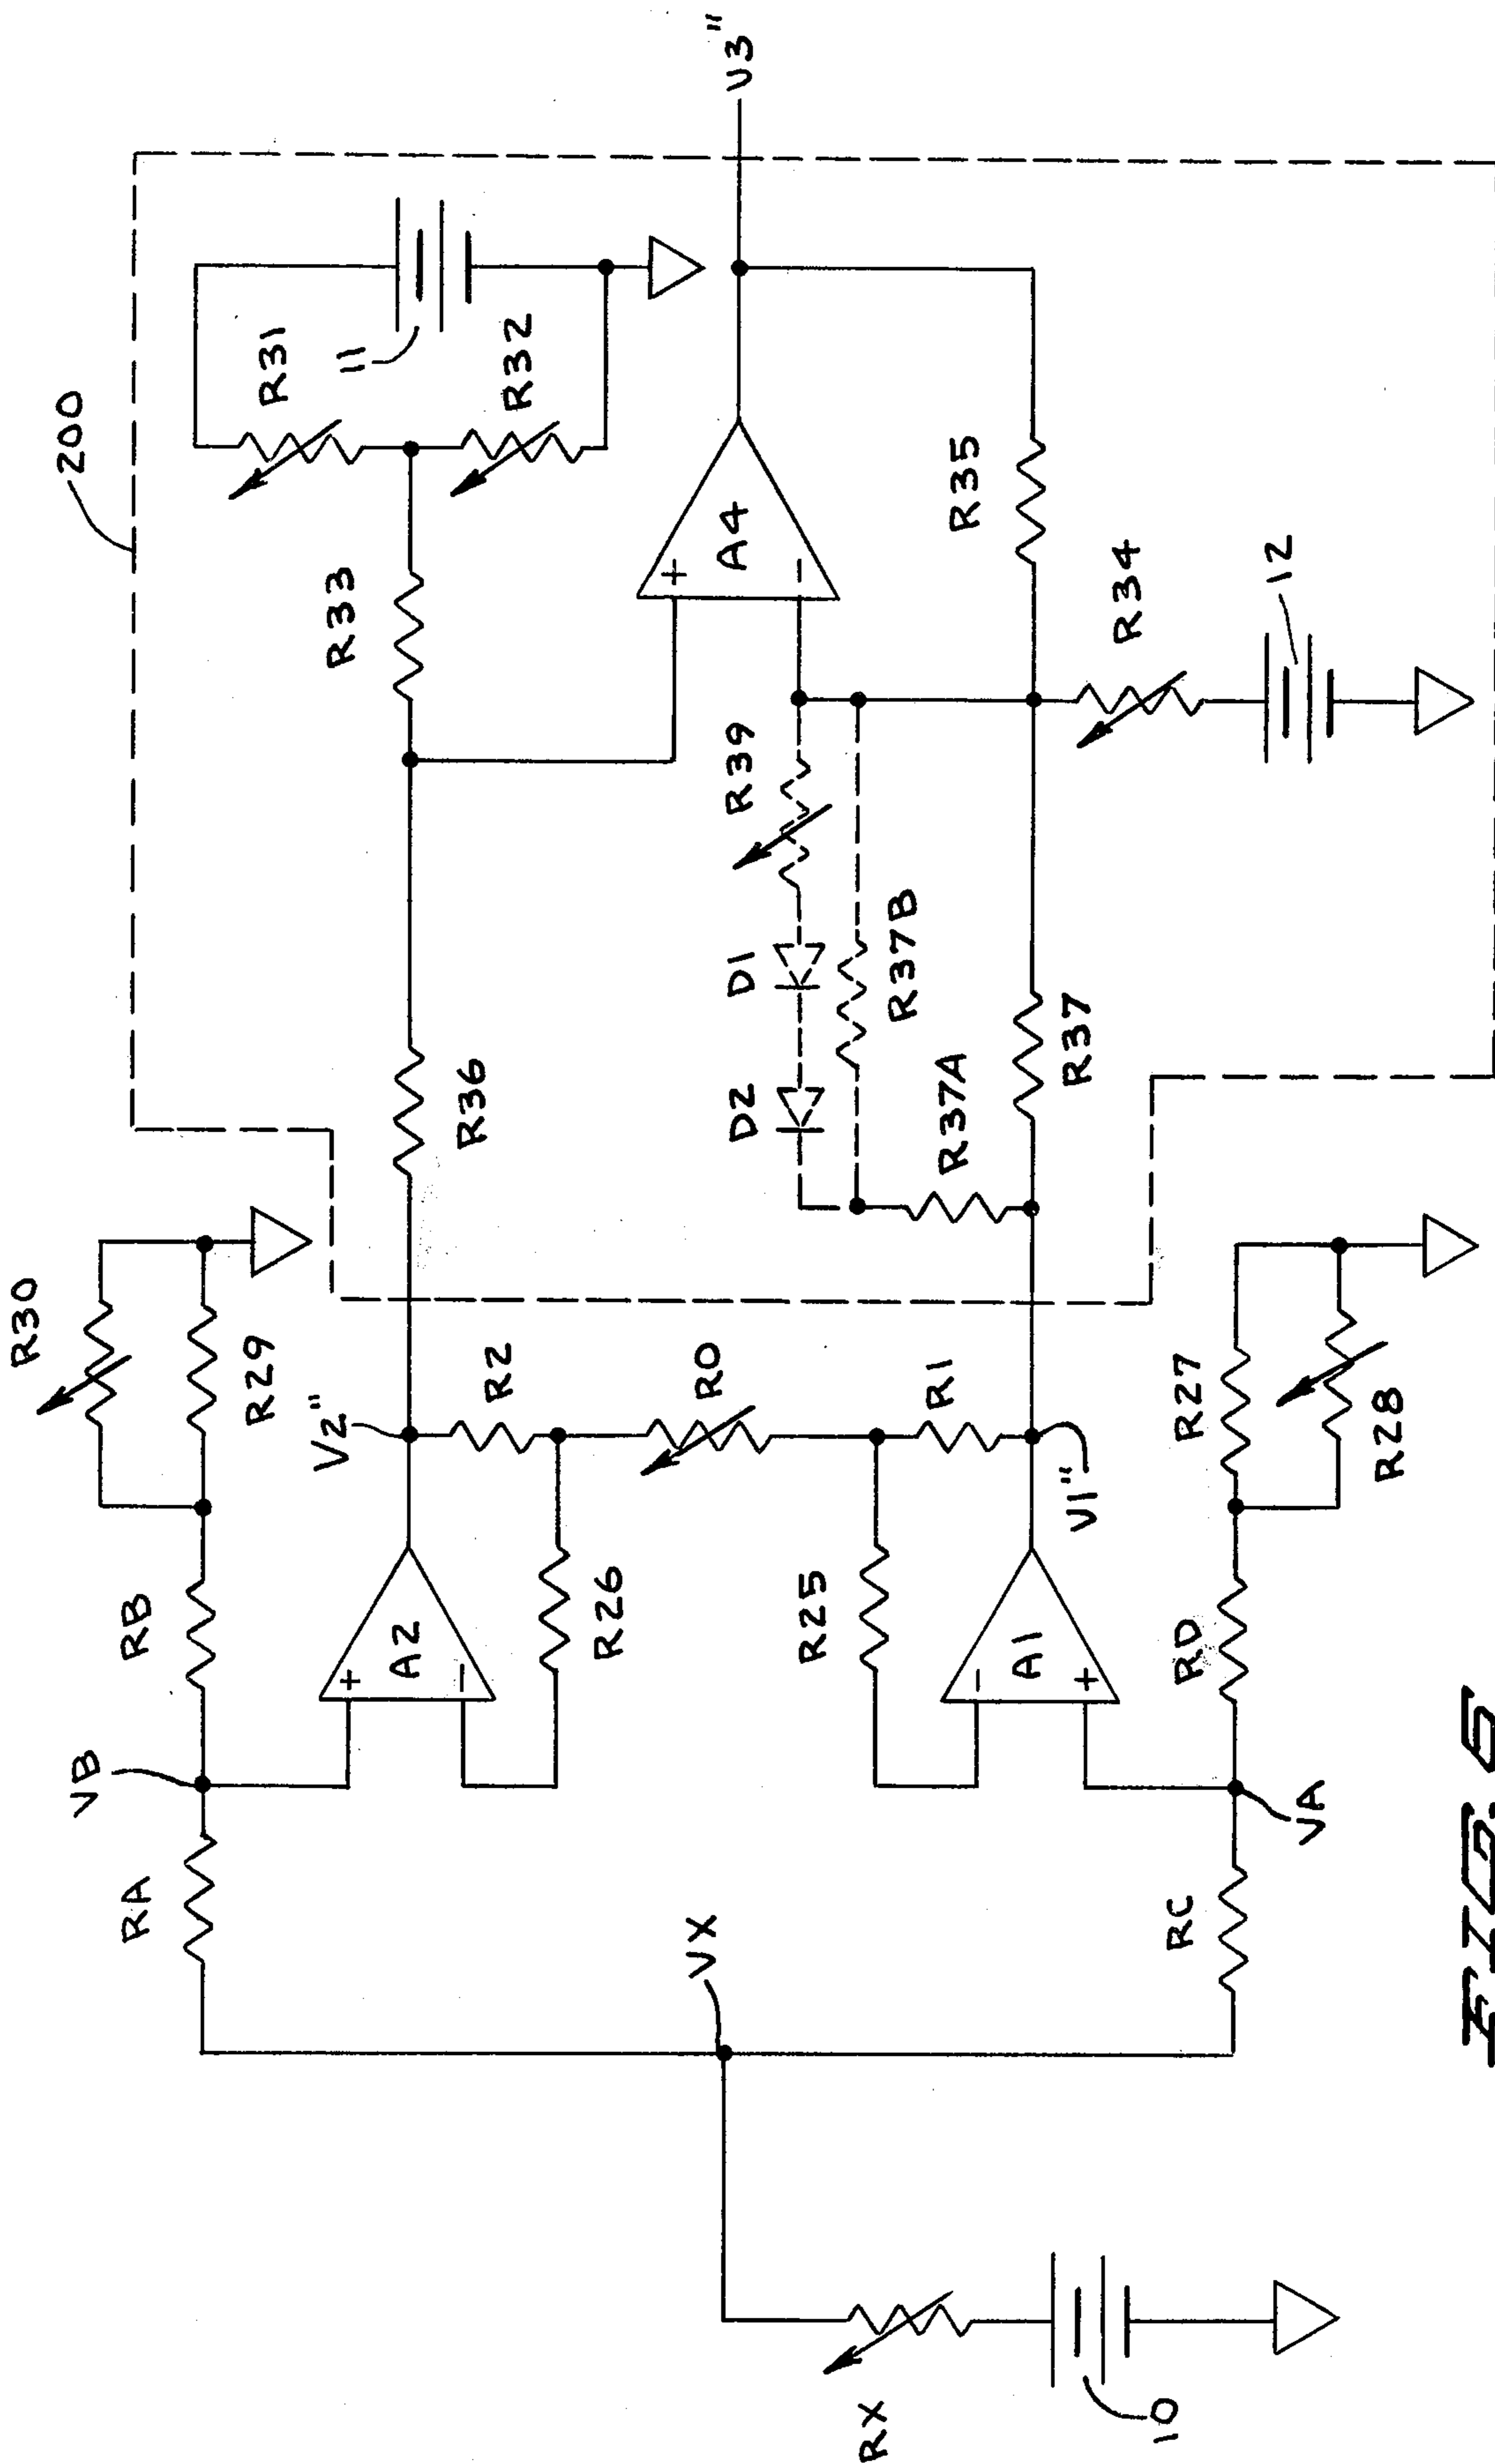 200
V3"
R31
11
R32
R33
A4
+
−
R35
R34
12
R39
D1
D2
R37B
R37A
R37
R36
R30
R29
RB
V2"
R2
R0
R1
V1"
R27
R28
A2
+
−
R26
R25
A1
−
+
RD
VB
VA
RA
VX
RC
RX
10